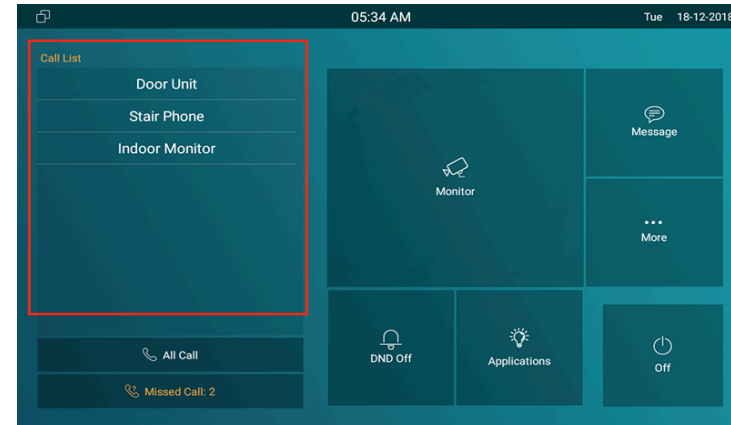 05:34 AM
Tue 18-12-2018
Call List
Door Unit
Stair Phone
Indoor Monitor
All Call
Missed Call: 2
Monitor
Message
More
DND Off
Applications
Off